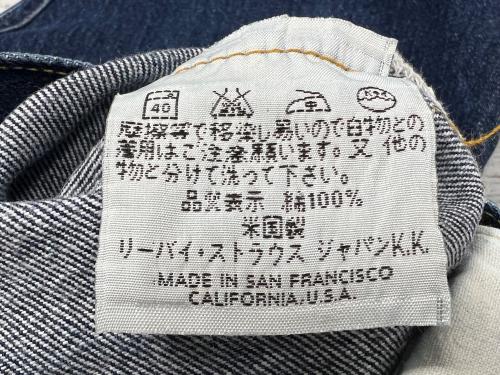 40
摩擦等で移染し易いので白物との
着用はご注意願います。又 他の
物と分けて洗って下さい。
品質表示 綿100%
米国製
リーバイ・ストラウス ジャパンK.K.
MADE IN SAN FRANCISCO
CALIFORNIA, U.S.A.